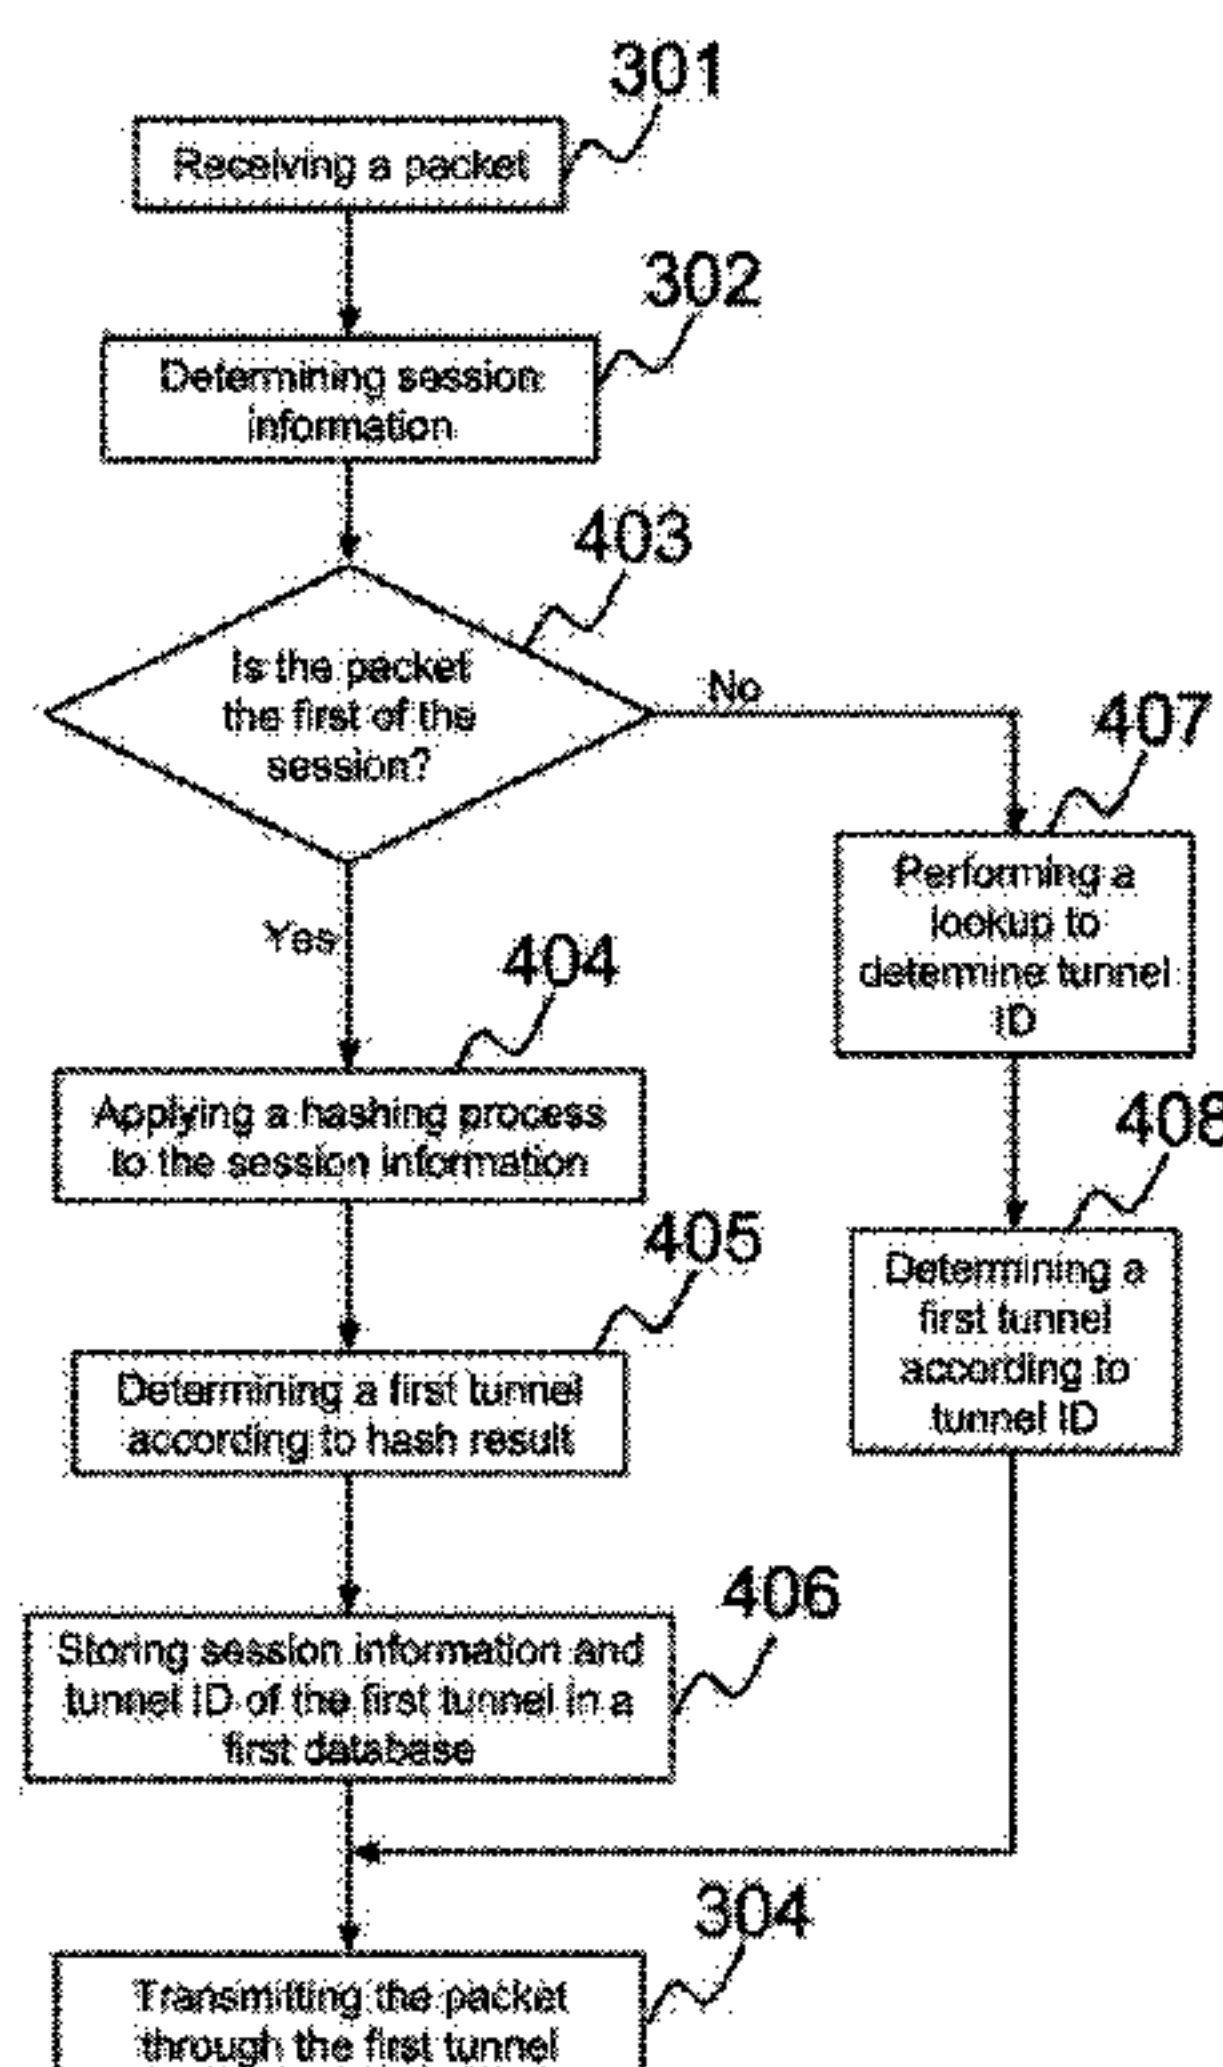 301
Receiving a packet
302
Determining session
information
403
Is the packet
the first of the
session?
No
407
Performing a
lookup to
determine tunnel
ID
Yes
404
Applying a hashing process
to the session information
408
Determining a
first tunnel
according to
tunnel ID
405
Determining a first tunnel
according to hash result
406
Storing session information and
tunnel ID of the first tunnel in a
first database
304
Transmitting the packet
through the first tunnel